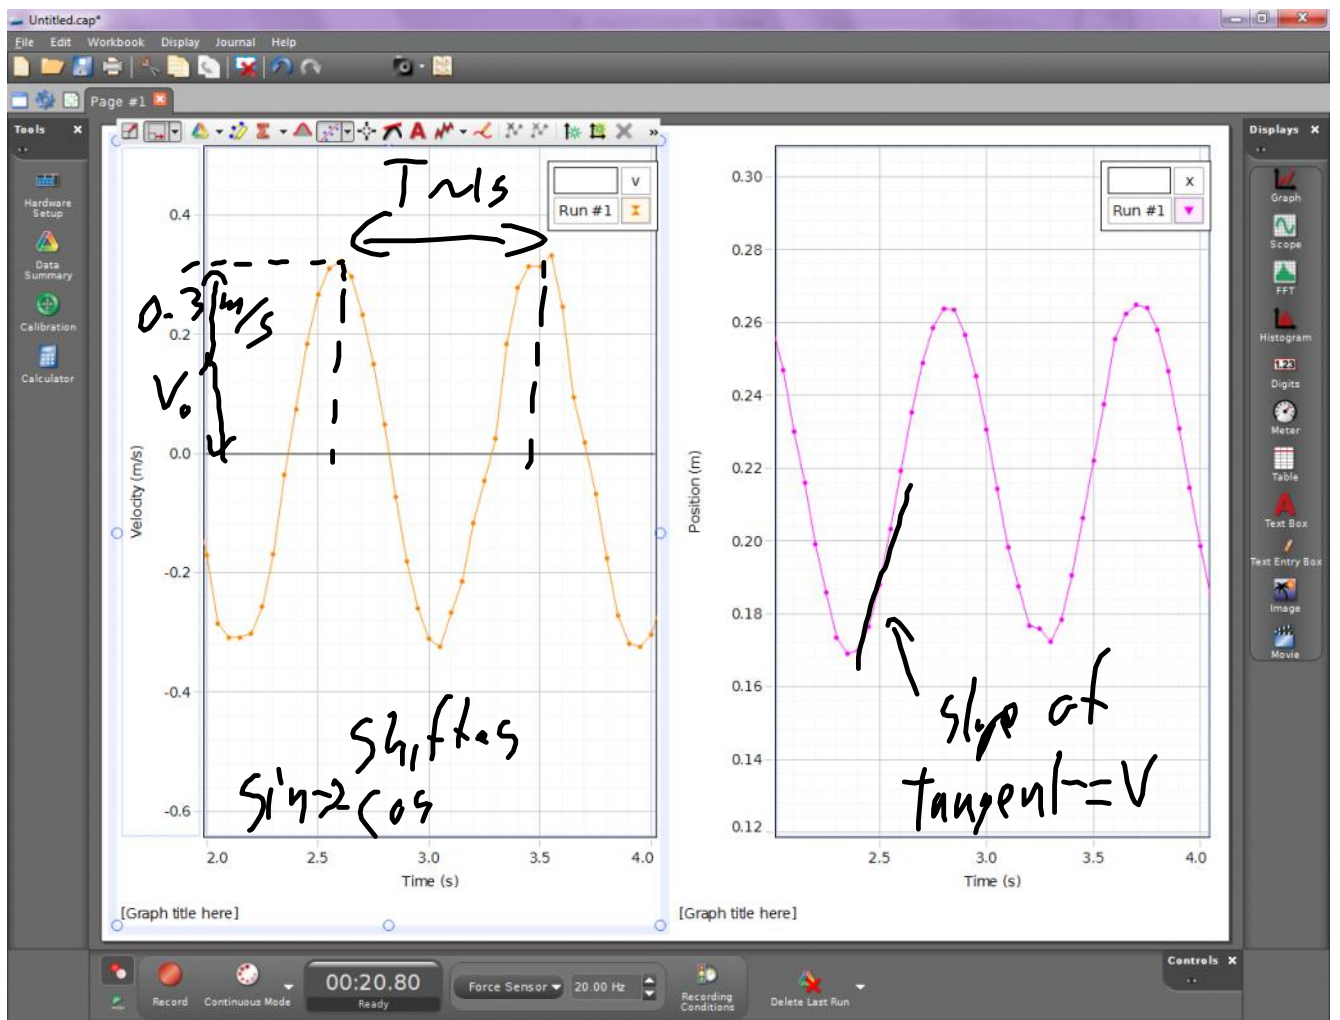 Untitled.cap*
File Edit Workbook Display Journal Help
Page #1
Tools
Hardware
Setup
Data
Summary
Calibration
Calculator
T ~ 1s
v
Run #1
0.4
0.3 m/s
0.2
V₀
0.0
-0.2
-0.4
-0.6
Velocity (m/s)
shiftes
sin→cos
2.0 2.5 3.0 3.5 4.0
Time (s)
[Graph title here]
x
Run #1
0.30
0.28
0.26
0.24
0.22
0.20
0.18
0.16
0.14
0.12
Position (m)
slope of
tangent = V
2.5 3.0 3.5 4.0
Time (s)
[Graph title here]
Displays
Graph
Scope
FFT
Histogram
1.23
Digits
Meter
Table
Text Box
Text Entry Box
Image
Movie
Controls
Record
Continuous Mode
00:20.80
Ready
Force Sensor
20.00 Hz
Recording
Conditions
Delete Last Run